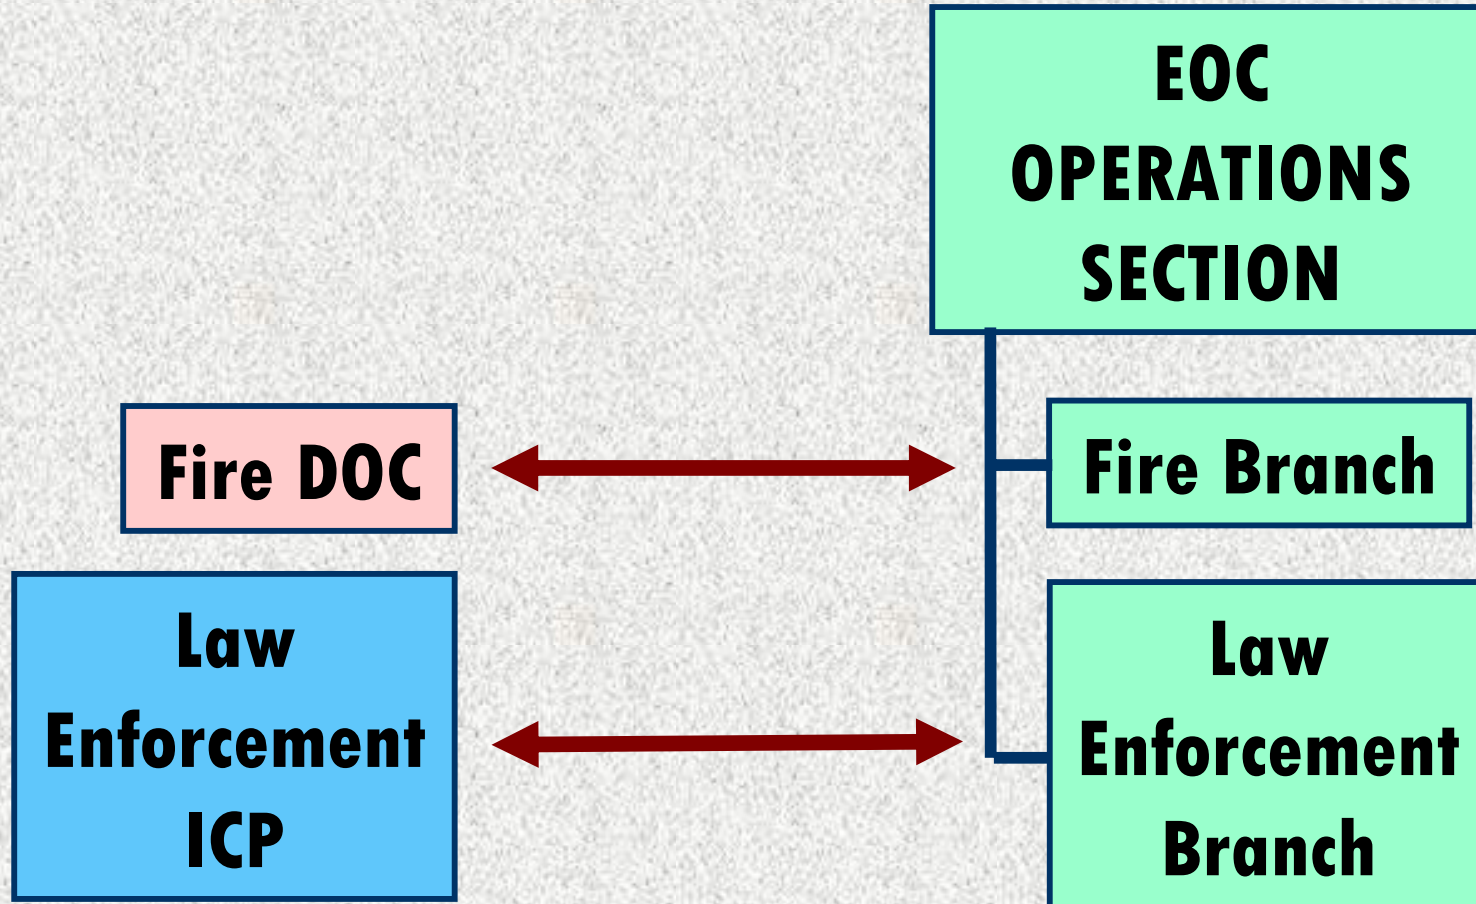 EOC
OPERATIONS
SECTION
Fire DOC
Fire Branch
Law
Enforcement
ICP
Law
Enforcement
Branch